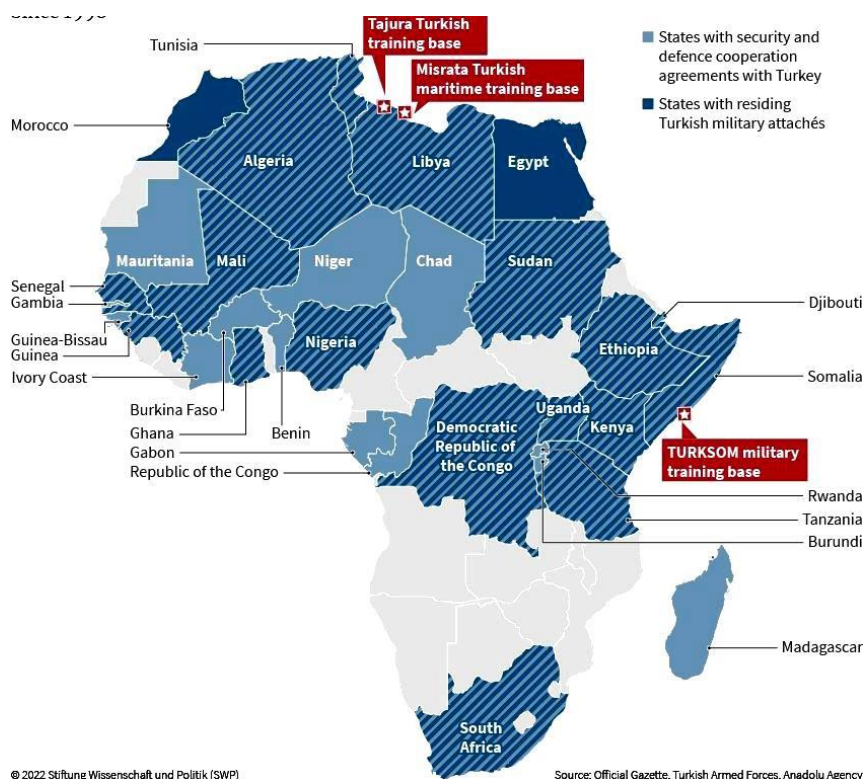 since 1998
Tajura Turkish
training base
Misrata Turkish
maritime training base
States with security and
defence cooperation
agreements with Turkey
States with residing
Turkish military attachés
Tunisia
Morocco
Algeria
Libya
Egypt
Mauritania
Mali
Niger
Chad
Sudan
Senegal
Gambia
Guinea-Bissau
Guinea
Ivory Coast
Nigeria
Ethiopia
Djibouti
Somalia
Burkina Faso
Ghana
Benin
Gabon
Republic of the Congo
Democratic
Republic of
the Congo
Uganda
Kenya
TURKSOM military
training base
Rwanda
Tanzania
Burundi
Madagascar
South
Africa
© 2022 Stiftung Wissenschaft und Politik (SWP)
Source: Official Gazette, Turkish Armed Forces, Anadolu Agency